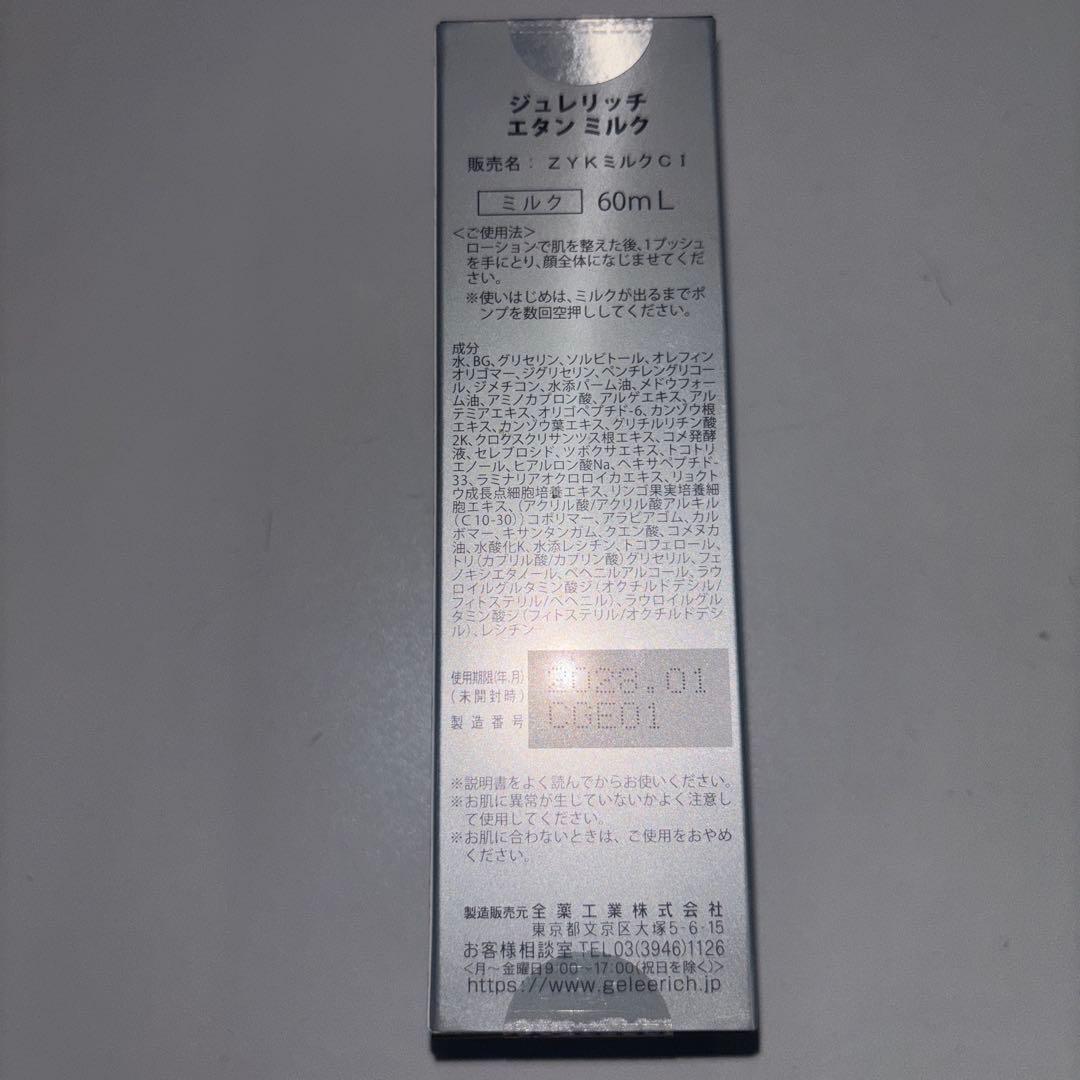 ジュレリッチ
エタン ミルク
販売名：ZYKミルクCI
ミルク 60mL
＜ご使用法＞
ローションで肌を整えた後、1プッシュ
を手にとり、顔全体になじませてくだ
さい。
※使いはじめは、ミルクが出るまでポ
ンプを数回空押ししてください。
成分
水、BG、グリセリン、ソルビトール、オレフィン
オリゴマー、ジグリセリン、ペンチレングリコー
ル、ジメチコン、水添パーム油、メドウフォー
ム油、アミノカプロン酸、アルゲエキス、アル
テミアエキス、オリゴペプチド-6、カンゾウ根
エキス、カンゾウ葉エキス、グリチルリチン酸
2K、クロクスクリサンツス根エキス、コメ発酵
液、セレブロシド、ツボクサエキス、トコトリ
エノール、ヒアルロン酸Na、ヘキサペプチド-
33、ラミナリアオクロロイカエキス、リョクト
ウ成長点細胞培養エキス、リンゴ果実培養細
胞エキス、（アクリル酸/アクリル酸アルキル
（C10-30））コポリマー、アラビアゴム、カル
ボマー、キサンタンガム、クエン酸、コメヌカ
油、水酸化K、水添レシチン、トコフェロール、
トリ（カプリル酸/カプリン酸）グリセリル、フェ
ノキシエタノール、ベヘニルアルコール、ラウ
ロイルグルタミン酸ジ（オクチルドデシル/
フィトステリル/ベヘニル）、ラウロイルグル
タミン酸ジ（フィトステリル/オクチルドデシ
ル）、レシチン
使用期限（年、月） 2028.01
（未開封時）
製造番号 CGE01
※説明書をよく読んでからお使いください。
※お肌に異常が生じていないかよく注意し
て使用してください。
※お肌に合わないときは、ご使用をおやめ
ください。
製造販売元 全薬工業株式会社
東京都文京区大塚5-6-15
お客様相談室 TEL03(3946)1126
＜月～金曜日9:00～17:00（祝日を除く）＞
https://www.geleerich.jp